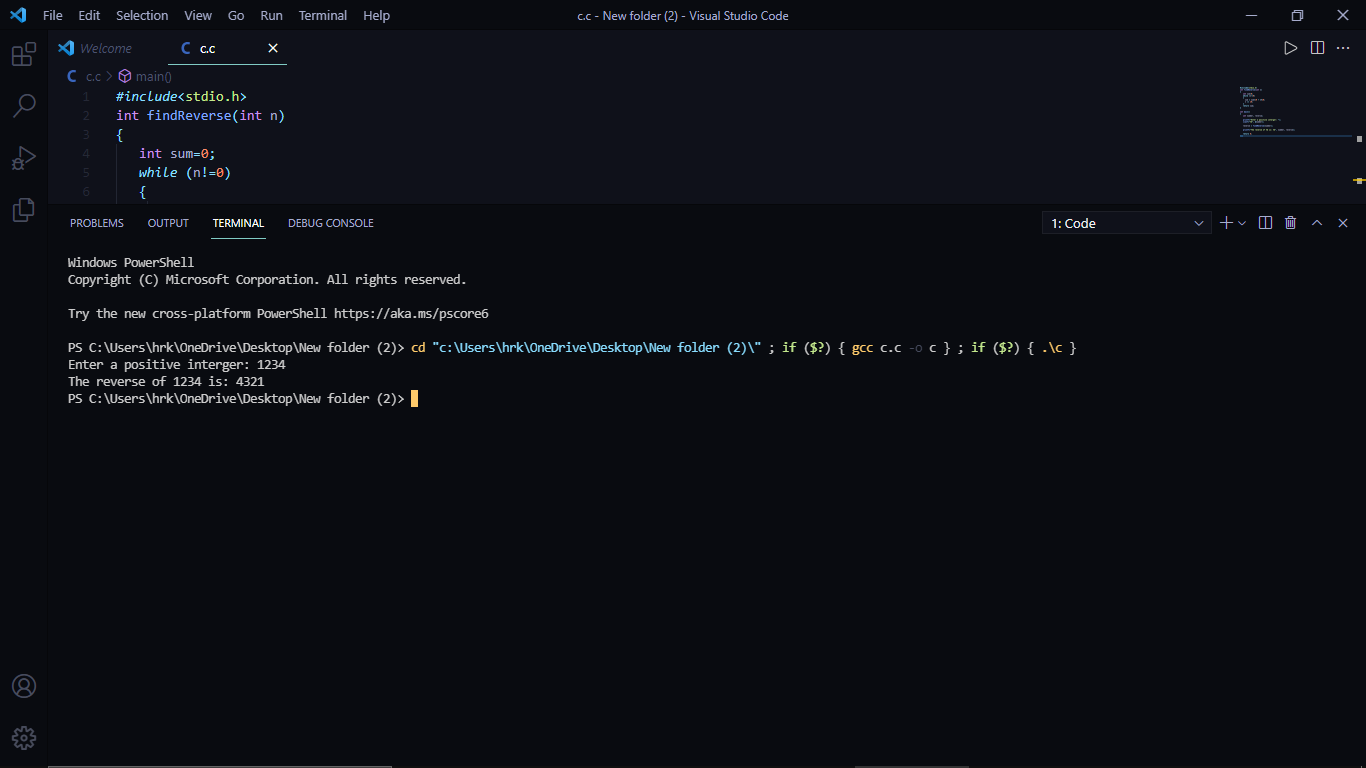 File Edit Selection View Go Run Terminal Help
c.c - New folder (2) - Visual Studio Code
Welcome
C c.c
C c.c > main()
1 #include<stdio.h>
2 int findReverse(int n)
3 {
4 int sum=0;
5 while (n!=0)
6 {
PROBLEMS OUTPUT TERMINAL DEBUG CONSOLE
1: Code
Windows PowerShell
Copyright (C) Microsoft Corporation. All rights reserved.
Try the new cross-platform PowerShell https://aka.ms/pscore6
PS C:\Users\hrk\OneDrive\Desktop\New folder (2)> cd "c:\Users\hrk\OneDrive\Desktop\New folder (2)\" ; if ($?) { gcc c.c -o c } ; if ($?) { .\c }
Enter a positive interger: 1234
The reverse of 1234 is: 4321
PS C:\Users\hrk\OneDrive\Desktop\New folder (2)>